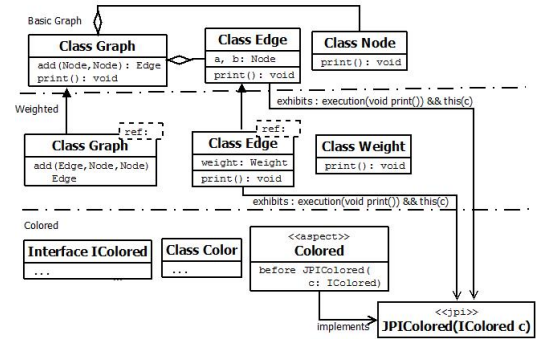 Basic Graph
Class Graph
add(Node,Node): Edge
print(): void
Class Edge
a, b: Node
print(): void
Class Node
print(): void
Weighted
exhibits : execution(void print()) && this(c)
ref:
Class Graph
add(Edge,Node,Node)
Edge
ref:
Class Edge
weight: Weight
print(): void
Class Weight
print(): void
exhibits : execution(void print()) && this(c)
Colored
Interface IColored
...
...
Class Color
...
<<aspect>>
Colored
before JPIColored(
c: IColored)
implements
<<jpi>>
JPIColored(IColored c)